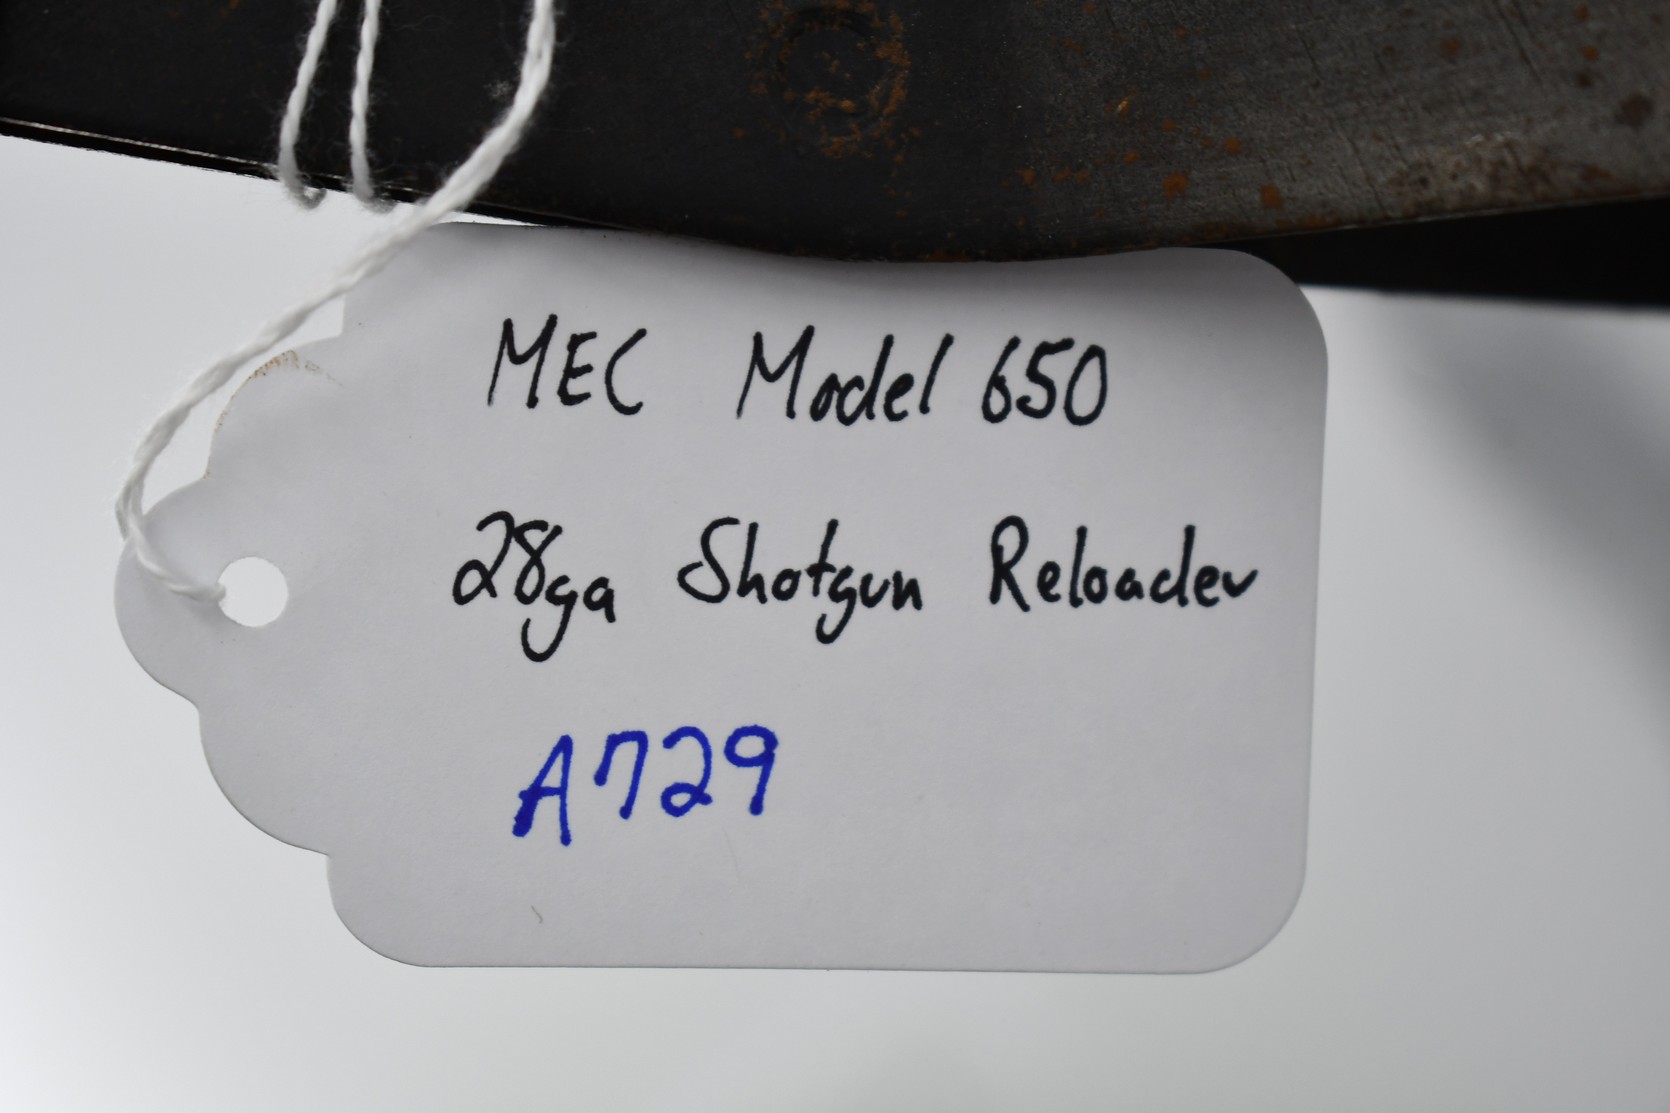 MEC Model 650
28ga Shotgun Reloader
A729